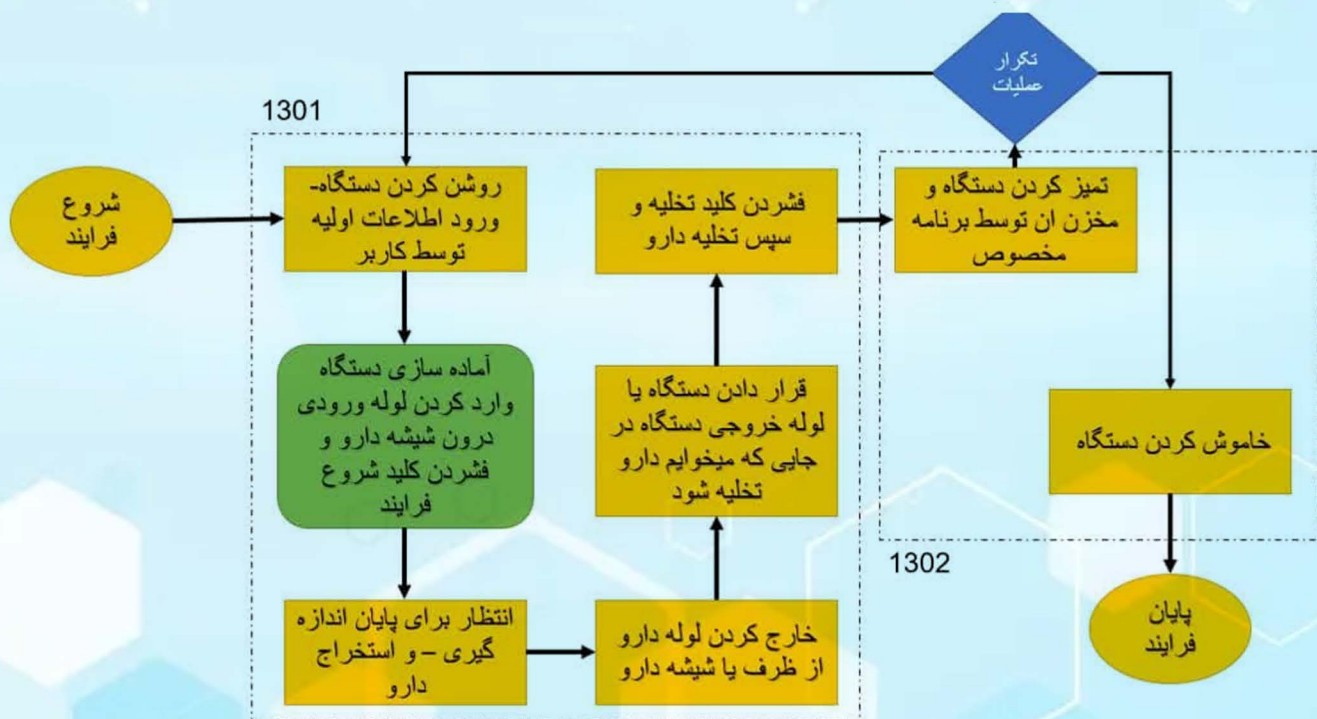 شروع
فرایند
1301
روشن کردن دستگاه-
ورود اطلاعات اولیه
توسط کاربر
آماده سازی دستگاه
وارد کردن لوله ورودی
درون شیشه دارو و
فشردن کلید شروع
فرایند
انتظار برای پایان اندازه
گیری – و استخراج
دارو
خارج کردن لوله دارو
از ظرف یا شیشه دارو
قرار دادن دستگاه یا
لوله خروجی دستگاه در
جایی که میخوایم دارو
تخلیه شود
فشردن کلید تخلیه و
سپس تخلیه دارو
تمیز کردن دستگاه و
مخزن ان توسط برنامه
مخصوص
تکرار
عملیات
خاموش کردن دستگاه
1302
پایان
فرایند